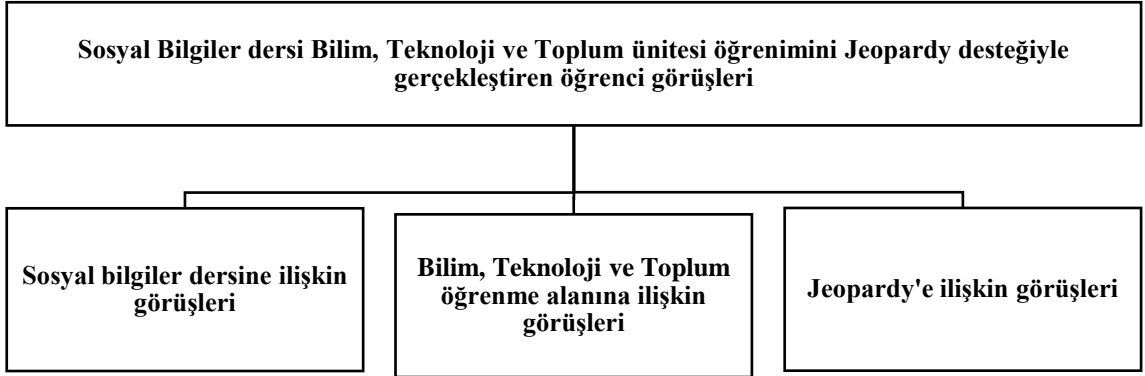 Sosyal Bilgiler dersi Bilim, Teknoloji ve Toplum ünitesi öğrenimini Jeopardy desteğiyle
gerçekleştiren öğrenci görüşleri
Sosyal bilgiler dersine ilişkin
görüşleri
Bilim, Teknoloji ve Toplum
öğrenme alanına ilişkin
görüşleri
Jeopardy'e ilişkin görüşleri